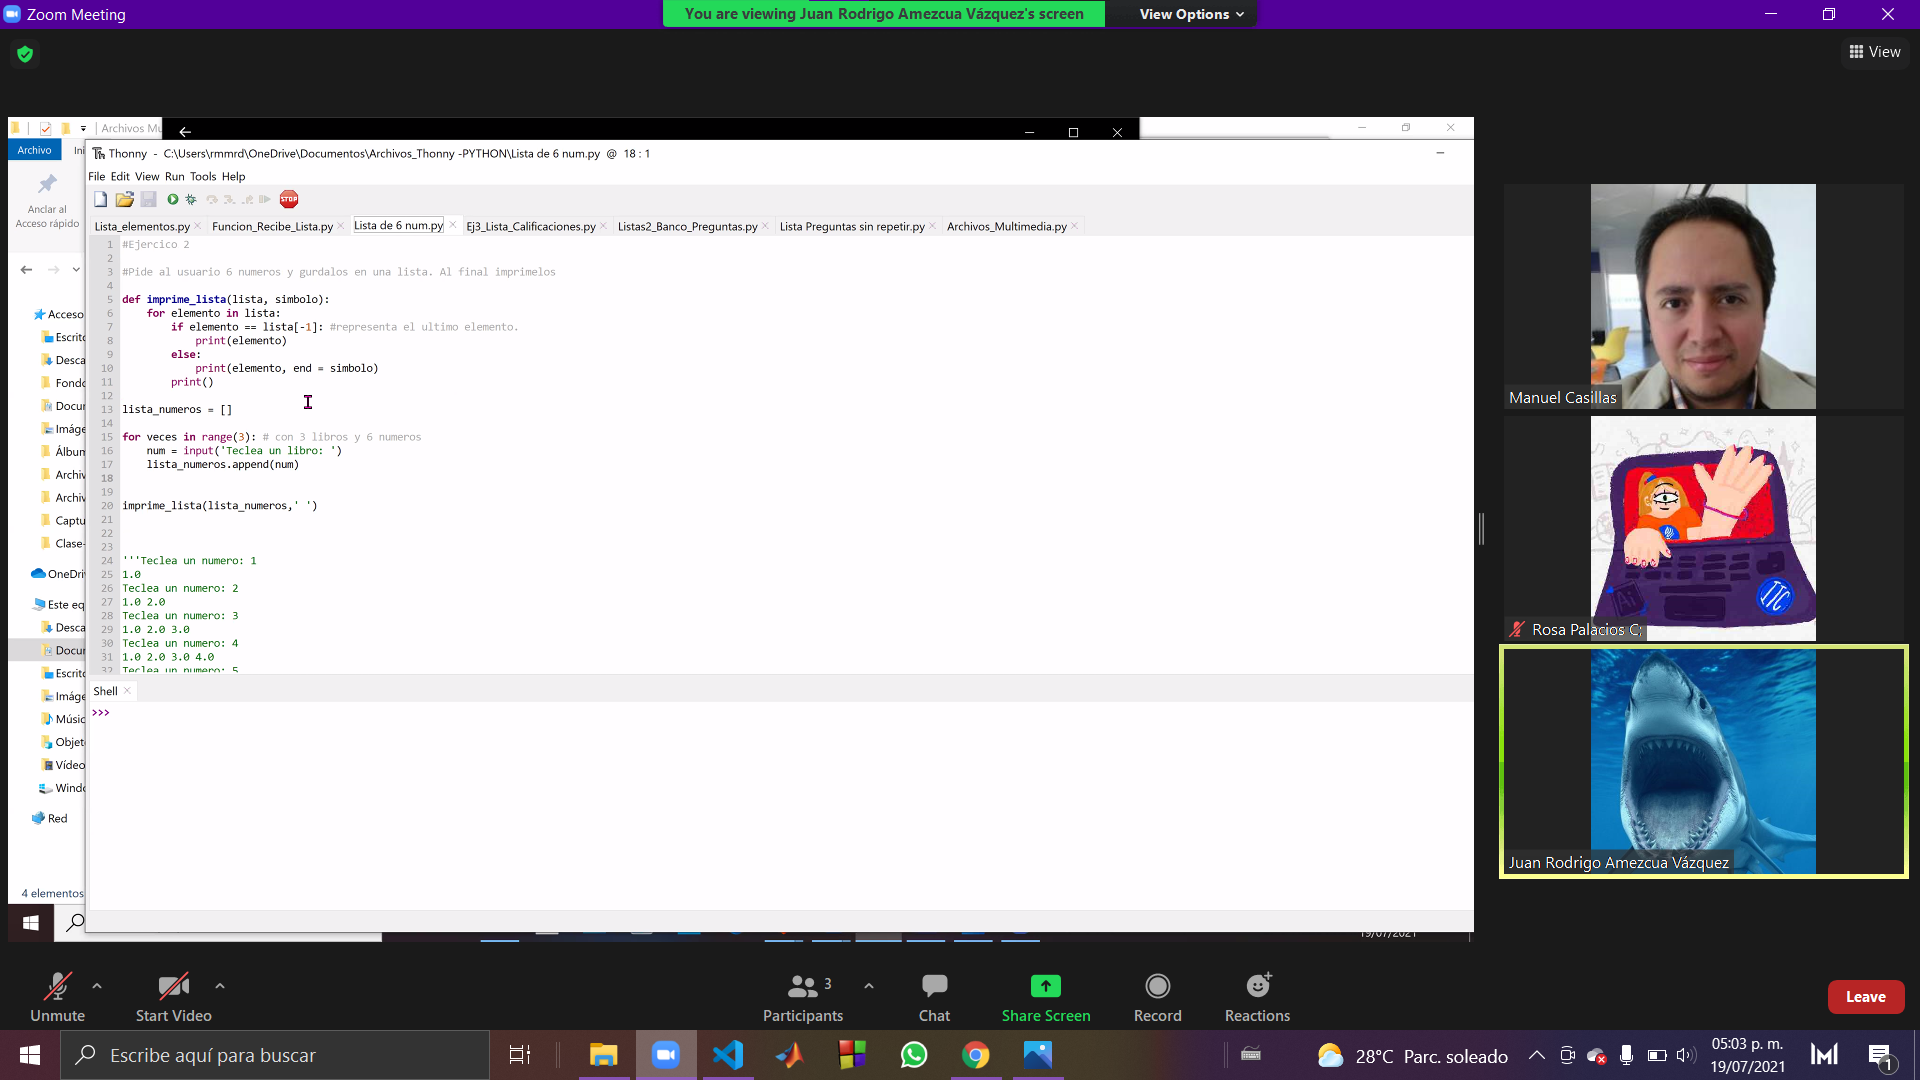 Zoom Meeting
You are viewing Juan Rodrigo Amezcua Vázquez's screen
View Options
View
Archivos Mu
Archivo
Ini
Anclar al
Acceso rápido
Thonny - C:\Users\rmmrd\OneDrive\Documentos\Archivos_Thonny -PYTHON\Lista de 6 num.py @ 18 : 1
File Edit View Run Tools Help
STOP
Lista_elementos.py
Funcion_Recibe_Lista.py
Lista de 6 num.py
Ej3_Lista_Calificaciones.py
Listas2_Banco_Preguntas.py
Lista Preguntas sin repetir.py
Archivos_Multimedia.py
1 #Ejercico 2
2
3 #Pide al usuario 6 numeros y gurdalos en una lista. Al final imprimelos
4
5 def imprime_lista(lista, simbolo):
6 for elemento in lista:
7 if elemento == lista[-1]: #representa el ultimo elemento.
8 print(elemento)
9 else:
10 print(elemento, end = simbolo)
11 print()
12
13 lista_numeros = []
14
15 for veces in range(3): # con 3 libros y 6 numeros
16 num = input('Teclea un libro: ')
17 lista_numeros.append(num)
18
19
20 imprime_lista(lista_numeros,' ')
21
22
23
24 '''Teclea un numero: 1
25 1.0
26 Teclea un numero: 2
27 1.0 2.0
28 Teclea un numero: 3
29 1.0 2.0 3.0
30 Teclea un numero: 4
31 1.0 2.0 3.0 4.0
32 Teclea un numero: 5
Shell
>>>
Acceso
Escrito
Desca
Fondo
Docur
Imáge
Álbum
Archiv
Archiv
Captu
Clase-
OneDriv
Este eq
Desca
Docur
Escrito
Imáge
Músic
Objet
Vídeo
Windo
Red
4 elementos
19/07/2021
Manuel Casillas
ITC
Ai
Rosa Palacios C;
Juan Rodrigo Amezcua Vázquez
Unmute
Start Video
3
Participants
Chat
Share Screen
Record
Reactions
Leave
Escribe aquí para buscar
28°C Parc. soleado
05:03 p. m.
19/07/2021
1